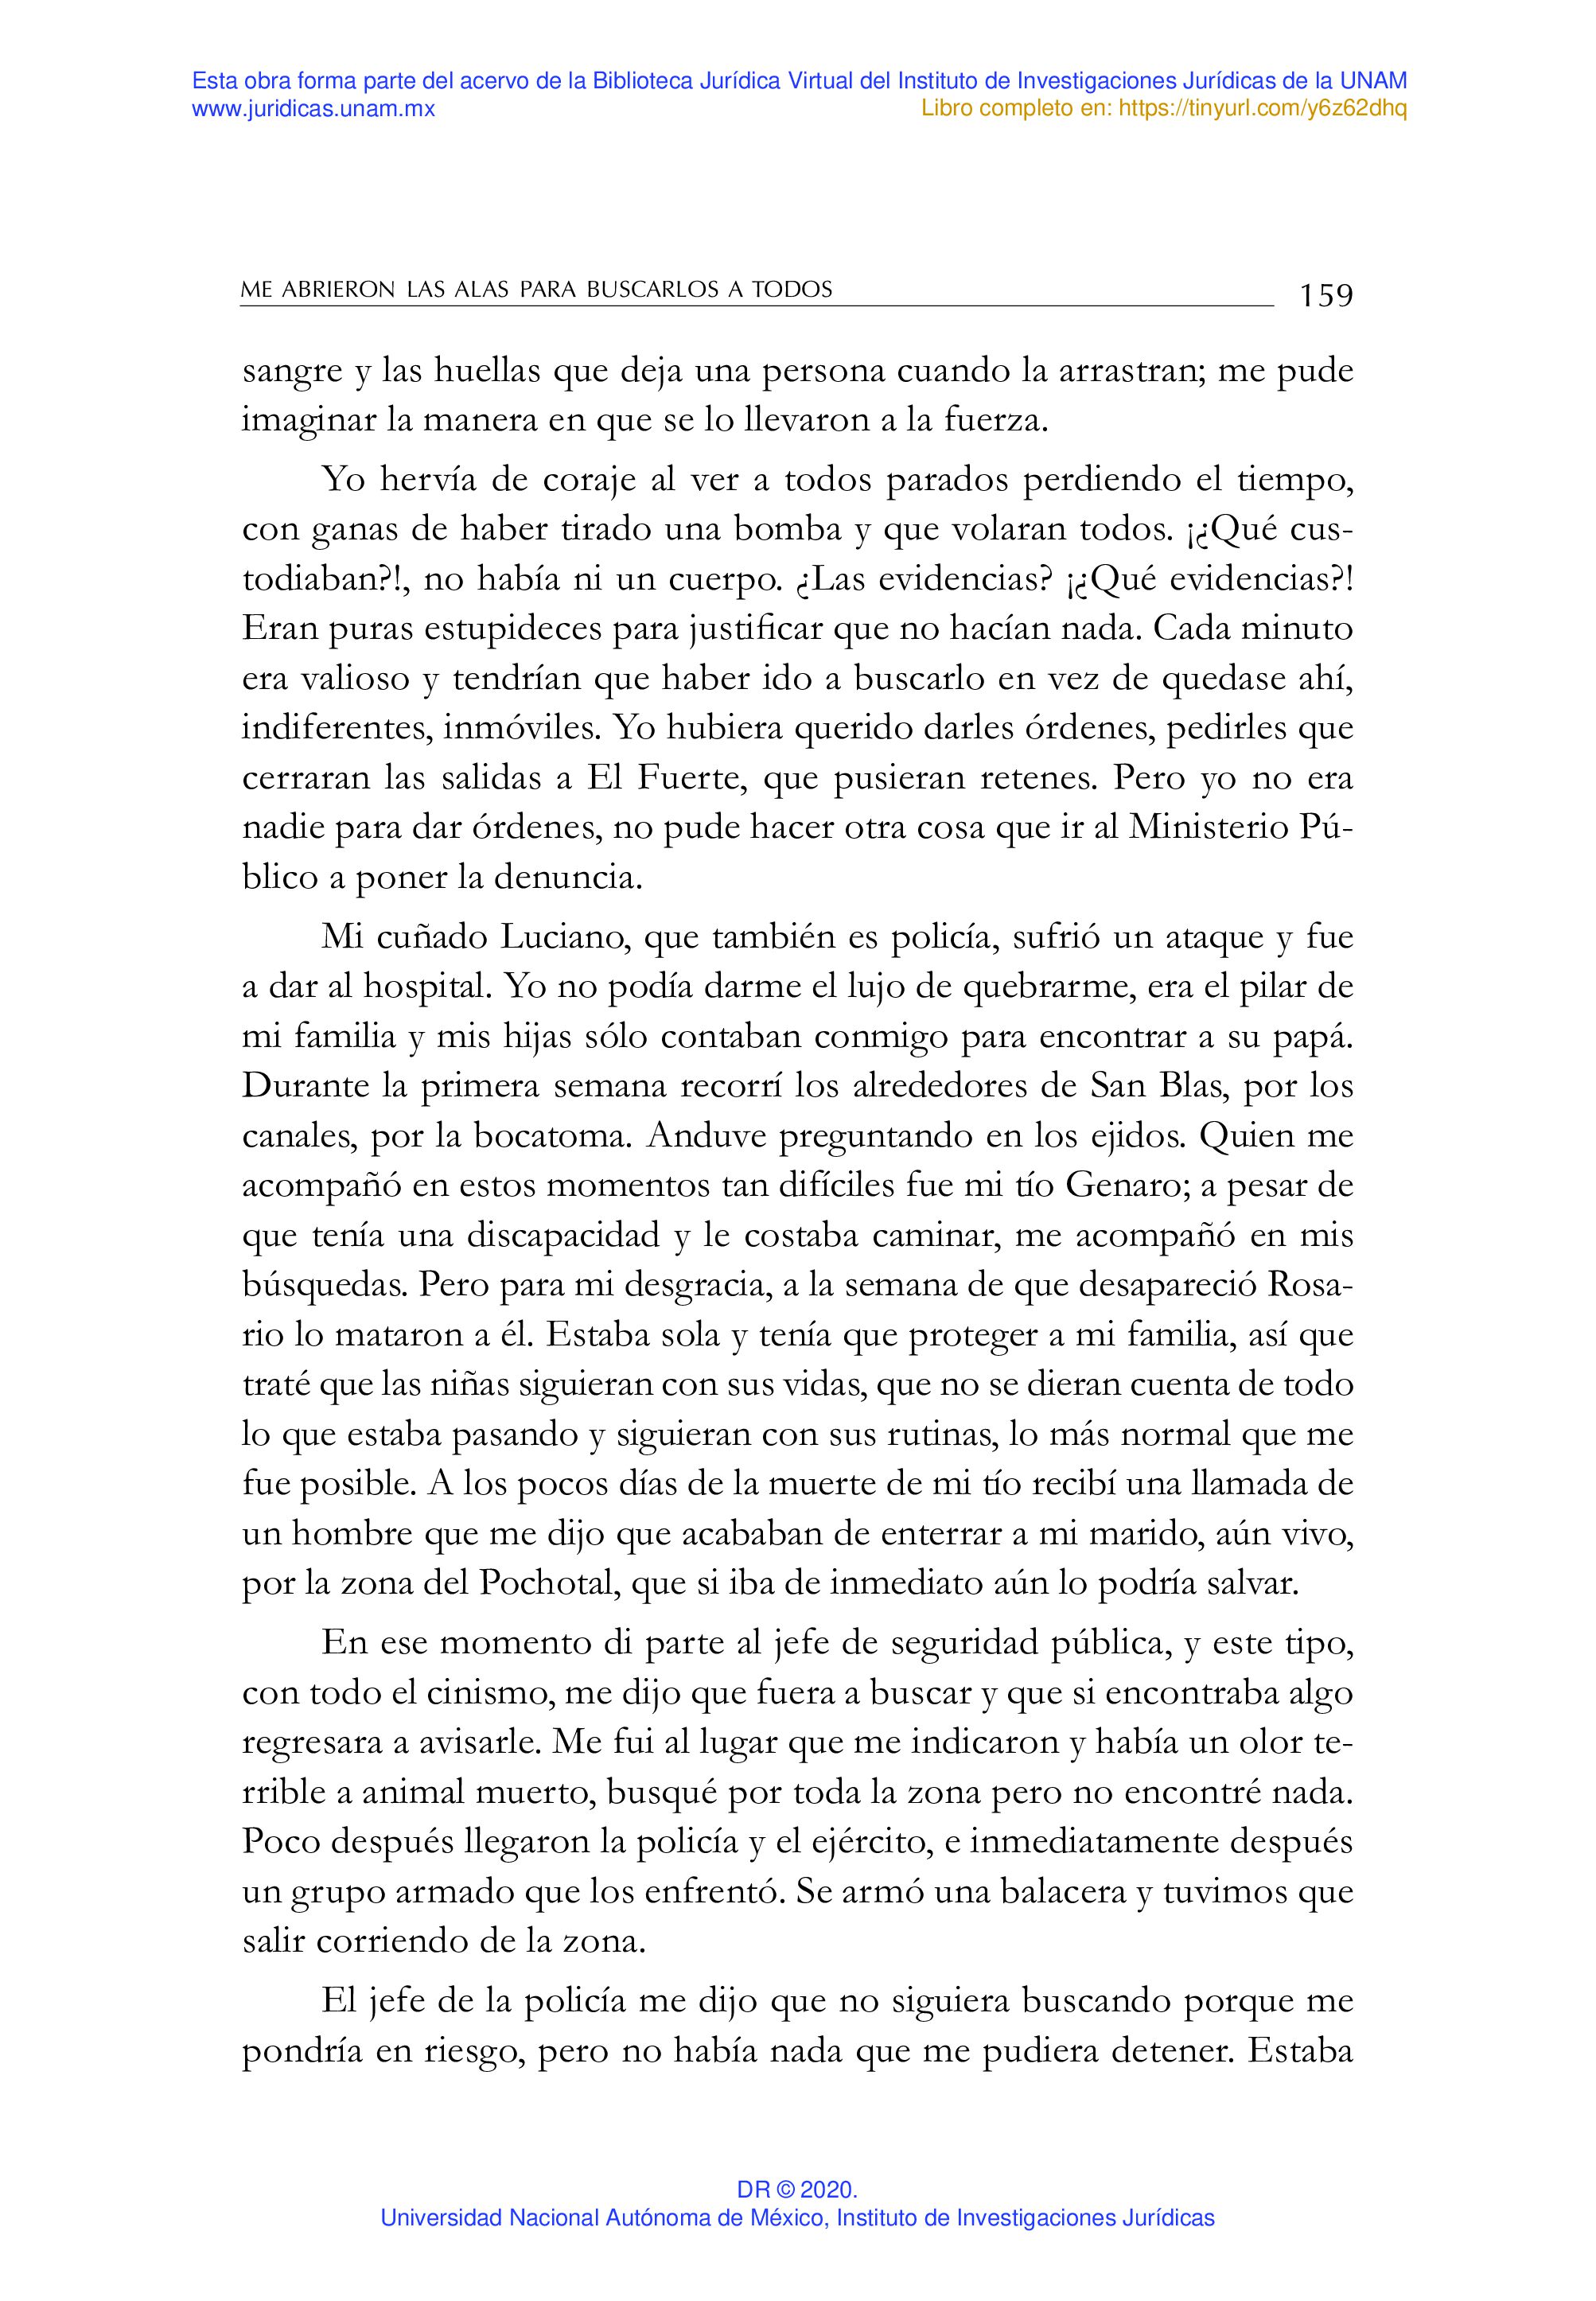 Esta obra forma parte del acervo de la Biblioteca Jurídica Virtual del Instituto de Investigaciones Jurídicas de la UNAM
www.juridicas.unam.mx
Libro completo en: https://tinyurl.com/y6z62dhq
ME ABRIERON LAS ALAS PARA BUSCARLOS A TODOS
159
sangre y las huellas que deja una persona cuando la arrastran; me pude
imaginar la manera en que se lo llevaron a la fuerza.
Yo hervía de coraje al ver a todos parados perdiendo el tiempo,
con ganas de haber tirado una bomba y que volaran todos. ¡¿Qué cus-
todiaban?!, no había ni un cuerpo. ¿Las evidencias? ¡¿Qué evidencias?!
Eran puras estupideces para justificar que no hacían nada. Cada minuto
era valioso y tendrían que haber ido a buscarlo en vez de quedase ahí,
indiferentes, inmóviles. Yo hubiera querido darles órdenes, pedirles que
cerraran las salidas a El Fuerte, que pusieran retenes. Pero yo no era
nadie para dar órdenes, no pude hacer otra cosa que ir al Ministerio Pú-
blico a poner la denuncia.
Mi cuñado Luciano, que también es policía, sufrió un ataque y fue
a dar al hospital. Yo no podía darme el lujo de quebrarme, era el pilar de
mi familia y mis hijas sólo contaban conmigo para encontrar a su papá.
Durante la primera semana recorrí los alrededores de San Blas, por los
canales, por la bocatoma. Anduve preguntando en los ejidos. Quien me
acompañó en estos momentos tan difíciles fue mi tío Genaro; a pesar de
que tenía una discapacidad y le costaba caminar, me acompañó en mis
búsquedas. Pero para mi desgracia, a la semana de que desapareció Rosa-
rio lo mataron a él. Estaba sola y tenía que proteger a mi familia, así que
traté que las niñas siguieran con sus vidas, que no se dieran cuenta de todo
lo que estaba pasando y siguieran con sus rutinas, lo más normal que me
fue posible. A los pocos días de la muerte de mi tío recibí una llamada de
un hombre que me dijo que acababan de enterrar a mi marido, aún vivo,
por la zona del Pochotal, que si iba de inmediato aún lo podría salvar.
En ese momento di parte al jefe de seguridad pública, y este tipo,
con todo el cinismo, me dijo que fuera a buscar y que si encontraba algo
regresara a avisarle. Me fui al lugar que me indicaron y había un olor te-
rrible a animal muerto, busqué por toda la zona pero no encontré nada.
Poco después llegaron la policía y el ejército, e inmediatamente después
un grupo armado que los enfrentó. Se armó una balacera y tuvimos que
salir corriendo de la zona.
El jefe de la policía me dijo que no siguiera buscando porque me
pondría en riesgo, pero no había nada que me pudiera detener. Estaba
DR © 2020.
Universidad Nacional Autónoma de México, Instituto de Investigaciones Jurídicas